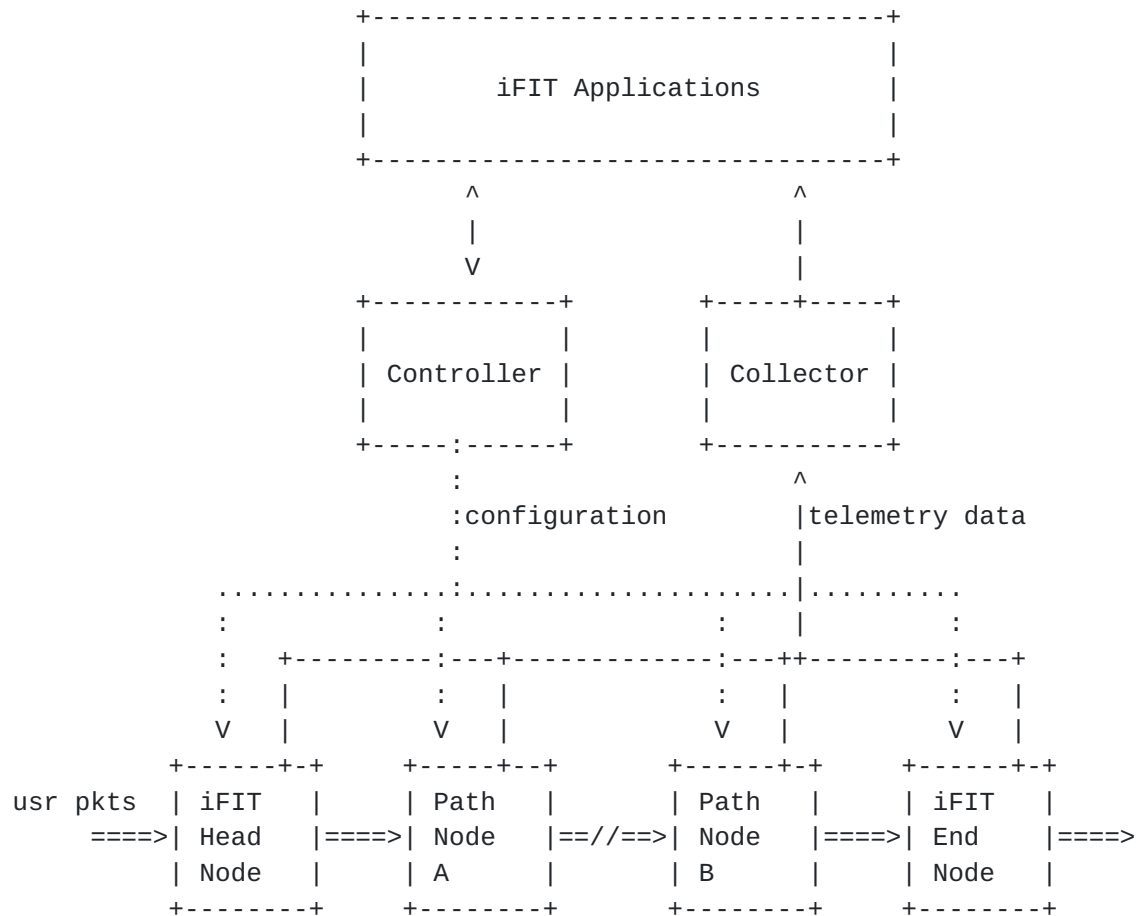 iFIT Applications
Controller
Collector
configuration
telemetry data
usr pkts
iFIT
Head
Node
Path
Node
A
Path
Node
B
iFIT
End
Node